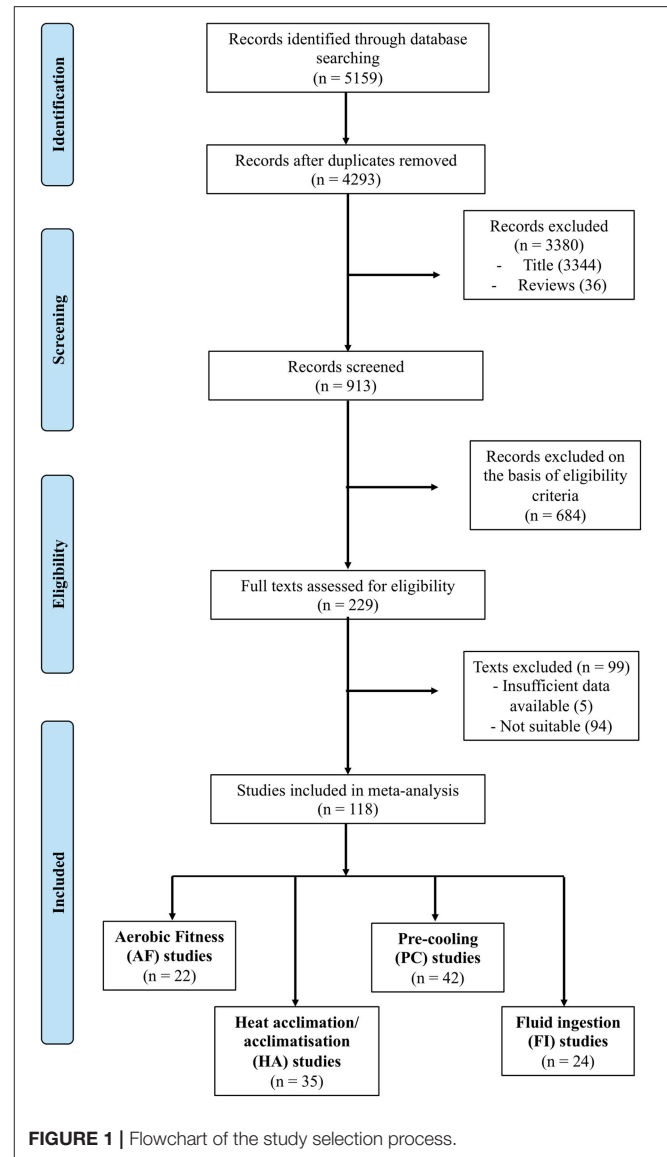 Identification
Records identified through database
searching
(n = 5159)
Records after duplicates removed
(n = 4293)
Screening
Records excluded
(n = 3380)
- Title (3344)
- Reviews (36)
Records screened
(n = 913)
Eligibility
Records excluded on
the basis of eligibility
criteria
(n = 684)
Full texts assessed for eligibility
(n = 229)
Texts excluded (n = 99)
- Insufficient data
available (5)
- Not suitable (94)
Included
Studies included in meta-analysis
(n = 118)
Aerobic Fitness
(AF) studies
(n = 22)
Pre-cooling
(PC) studies
(n = 42)
Heat acclimation/
acclimatisation
(HA) studies
(n = 35)
Fluid ingestion
(FI) studies
(n = 24)
FIGURE 1 | Flowchart of the study selection process.